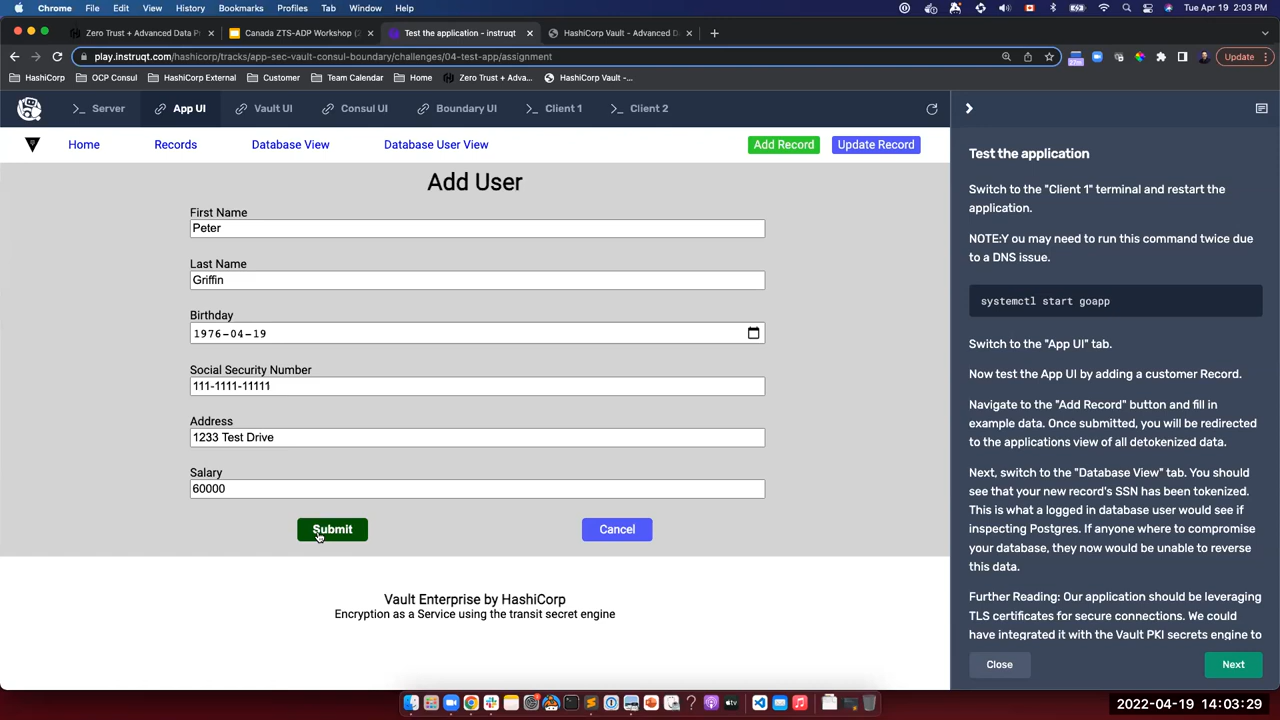 Chrome File Edit View History Bookmarks Profiles Tab Window Help Tue Apr 19 2:03 PM
Zero Trust + Advanced Data P Canada ZTS-ADP Workshop ( Test the application - instruqt HashiCorp Vault - Advanced D
play.instruqt.com/hashicorp/tracks/app-sec-vault-consul-boundary/challenges/04-test-app/assignment Update
HashiCorp OCP Consul HashiCorp External Customer Team Calendar Home Zero Trust + Adva... HashiCorp Vault -...
Server App UI Vault UI Consul UI Boundary UI Client 1 Client 2
Home Records Database View Database User View Add Record Update Record
Add User
First Name
Peter
Last Name
Griffin
Birthday
1976-04-19
Social Security Number
111-1111-11111
Address
1233 Test Drive
Salary
60000
Submit Cancel
Vault Enterprise by HashiCorp
Encryption as a Service using the transit secret engine
Test the application
Switch to the "Client 1" terminal and restart the
application.
NOTE:Y ou may need to run this command twice due
to a DNS issue.
systemctl start goapp
Switch to the "App UI" tab.
Now test the App UI by adding a customer Record.
Navigate to the "Add Record" button and fill in
example data. Once submitted, you will be redirected
to the applications view of all detokenized data.
Next, switch to the "Database View" tab. You should
see that your new record's SSN has been tokenized.
This is what a logged in database user would see if
inspecting Postgres. If anyone where to compromise
your database, they now would be unable to reverse
this data.
Further Reading: Our application should be leveraging
TLS certificates for secure connections. We could
have integrated it with the Vault PKI secrets engine to
Close Next
2022-04-19 14:03:29